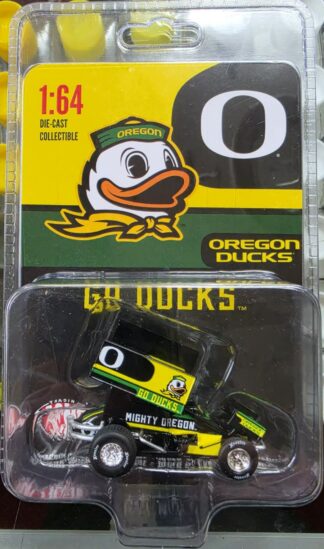 1:64
DIE-CAST
COLLECTIBLE
OREGON
O
OREGON
DUCKS
GO DUCKS
O
GO DUCKS
MIGHTY OREGON